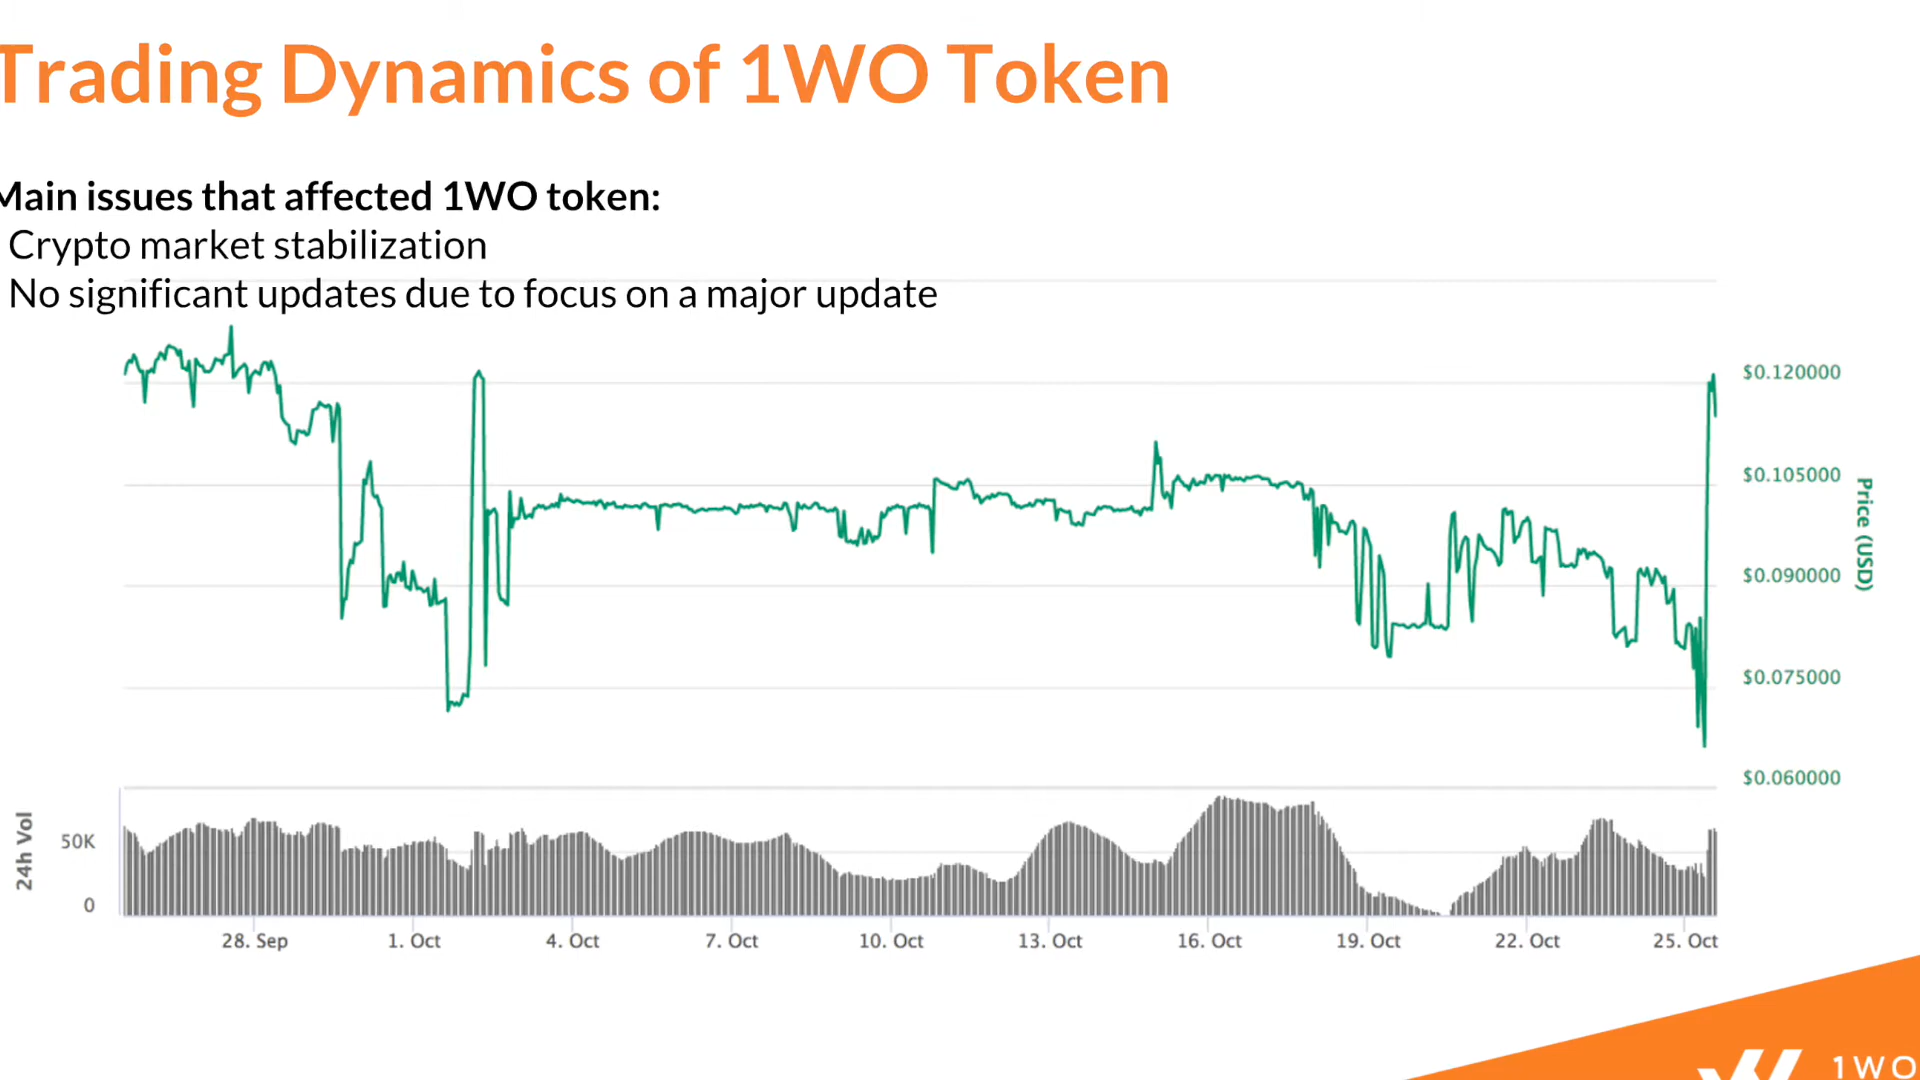 Trading Dynamics of 1WO Token
Main issues that affected 1WO token:
Crypto market stabilization
No significant updates due to focus on a major update
$0.120000
$0.105000
$0.090000
$0.075000
$0.060000
Price (USD)
24h Vol
50K
0
28. Sep
1. Oct
4. Oct
7. Oct
10. Oct
13. Oct
16. Oct
19. Oct
22. Oct
25. Oct
1WO